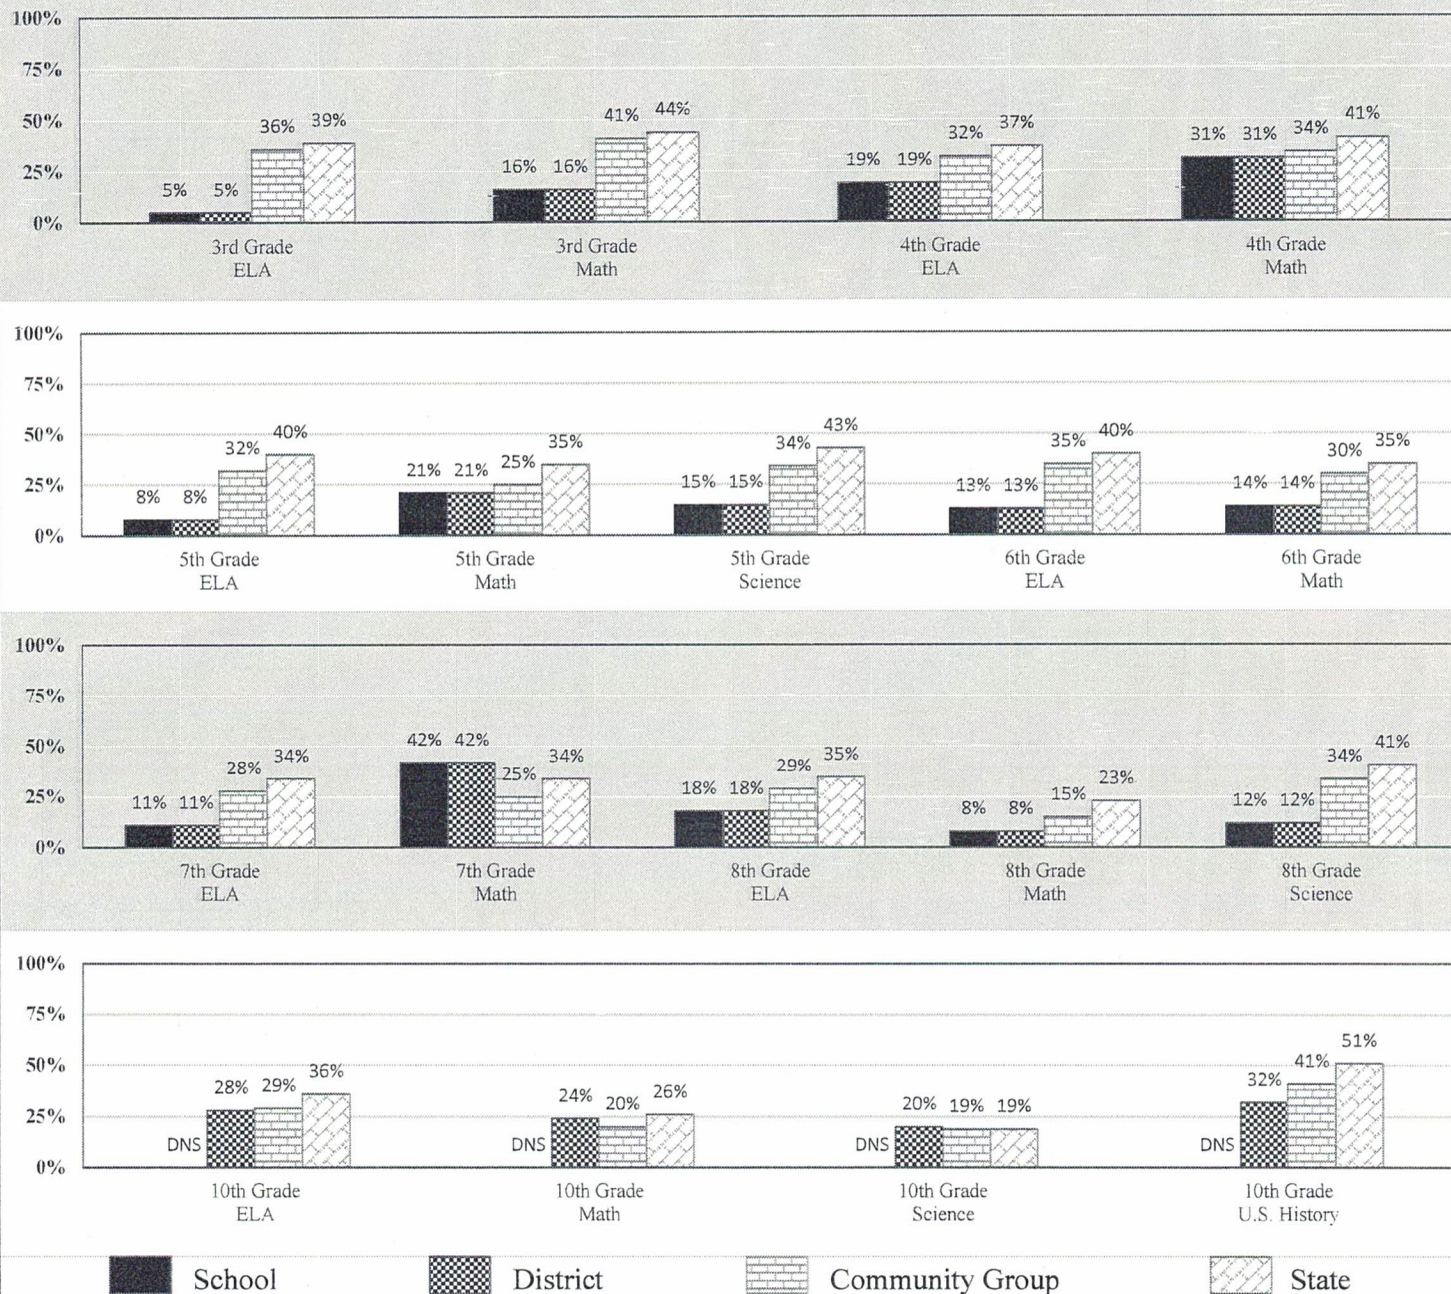 100%
75%
50%
25%
0%
5% 5% 36% 39%
16% 16% 41% 44%
19% 19% 32% 37%
31% 31% 34% 41%
3rd Grade
ELA
3rd Grade
Math
4th Grade
ELA
4th Grade
Math
100%
75%
50%
25%
0%
8% 8% 32% 40%
21% 21% 25% 35%
15% 15% 34% 43%
13% 13% 35% 40%
14% 14% 30% 35%
5th Grade
ELA
5th Grade
Math
5th Grade
Science
6th Grade
ELA
6th Grade
Math
100%
75%
50%
25%
0%
11% 11% 28% 34%
42% 42% 25% 34%
18% 18% 29% 35%
8% 8% 15% 23%
12% 12% 34% 41%
7th Grade
ELA
7th Grade
Math
8th Grade
ELA
8th Grade
Math
8th Grade
Science
100%
75%
50%
25%
0%
DNS 28% 29% 36%
DNS 24% 20% 26%
DNS 20% 19% 19%
DNS 32% 41% 51%
10th Grade
ELA
10th Grade
Math
10th Grade
Science
10th Grade
U.S. History
School District Community Group State